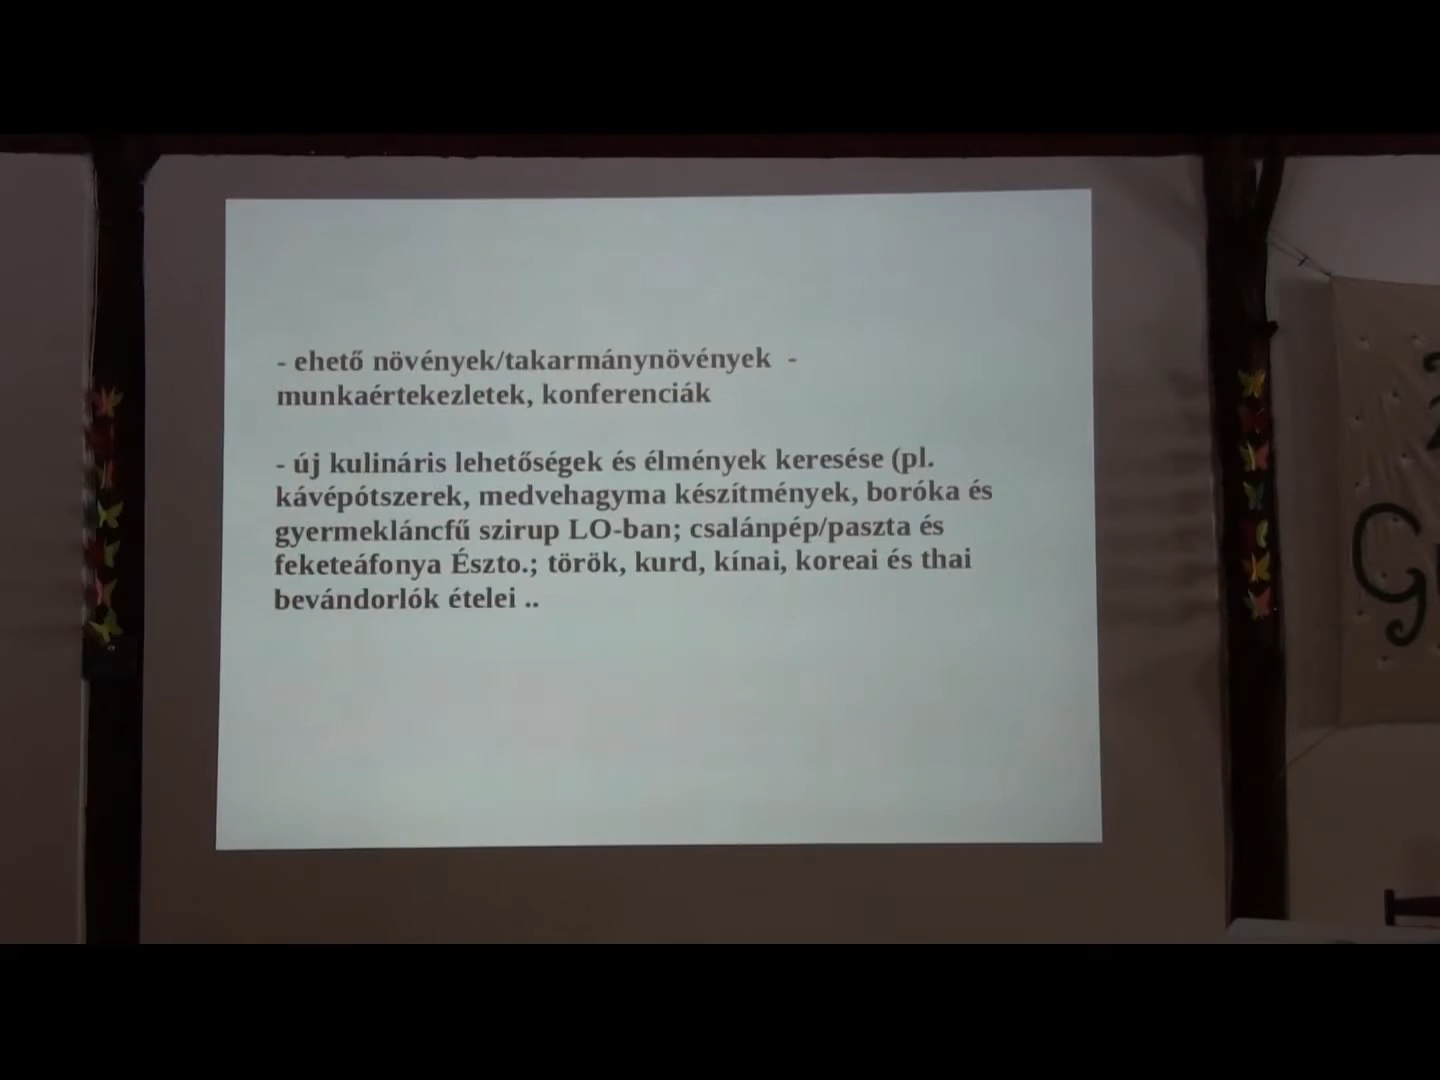 - ehető növények/takarmánynövények -
munkaértekezletek, konferenciák
- új kulináris lehetőségek és élmények keresése (pl.
kávépótszerek, medvehagyma készítmények, boróka és
gyermekláncfű szirup LO-ban; csalánpép/paszta és
feketeáfonya Észto.; török, kurd, kínai, koreai és thai
bevándorlók ételei ..